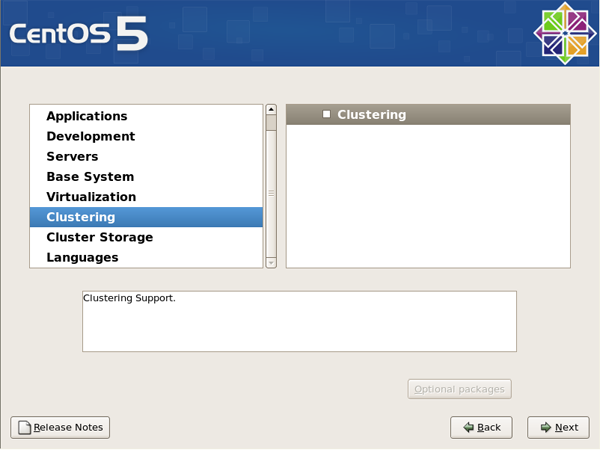 CentOS 5
Applications
Development
Servers
Base System
Virtualization
Clustering
Cluster Storage
Languages
Clustering
Clustering Support.
Optional packages
Release Notes
Back
Next